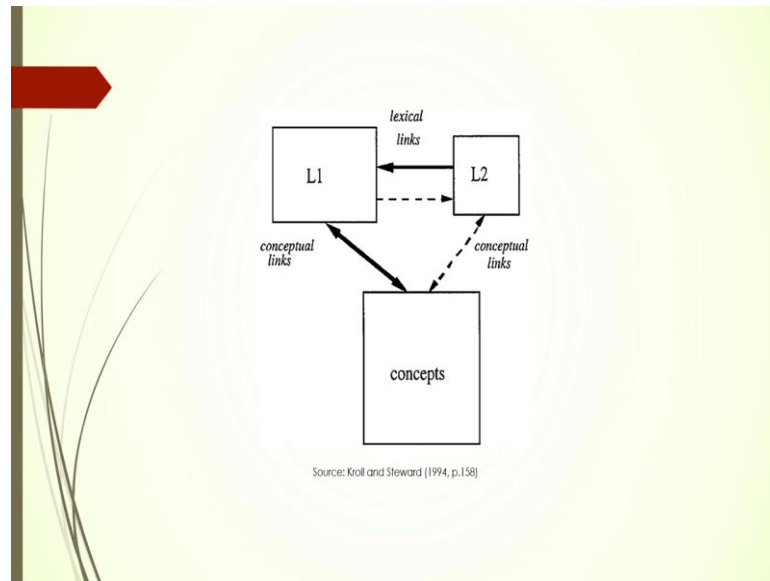 lexical
links
L1
L2
conceptual
links
conceptual
links
concepts
Source: Kroll and Steward (1994, p.158)